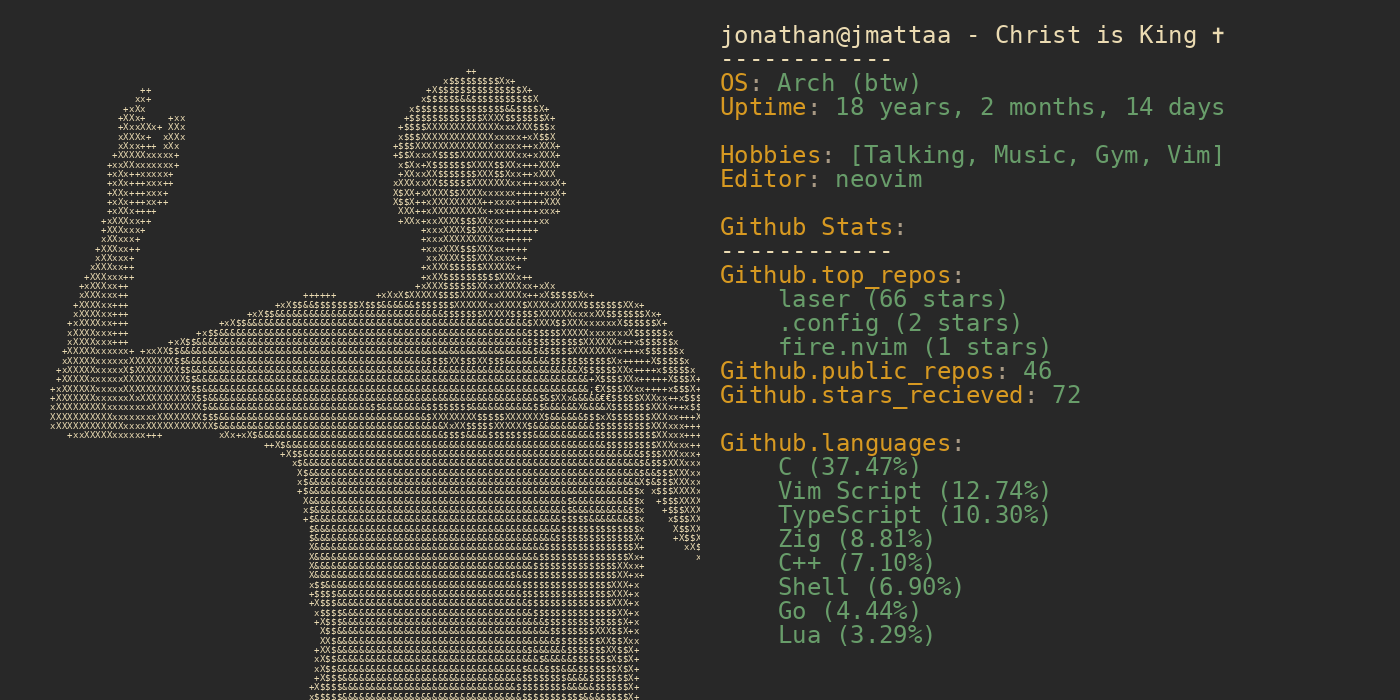 jonathan@jmattaa - Christ is King ✝
------------
OS: Arch (btw)
Uptime: 18 years, 2 months, 14 days
Hobbies: [Talking, Music, Gym, Vim]
Editor: neovim
Github Stats:
------------
Github.top_repos:
laser (66 stars)
.config (2 stars)
fire.nvim (1 stars)
Github.public_repos: 46
Github.stars_recieved: 72
Github.languages:
C (37.47%)
Vim Script (12.74%)
TypeScript (10.30%)
Zig (8.81%)
C++ (7.10%)
Shell (6.90%)
Go (4.44%)
Lua (3.29%)